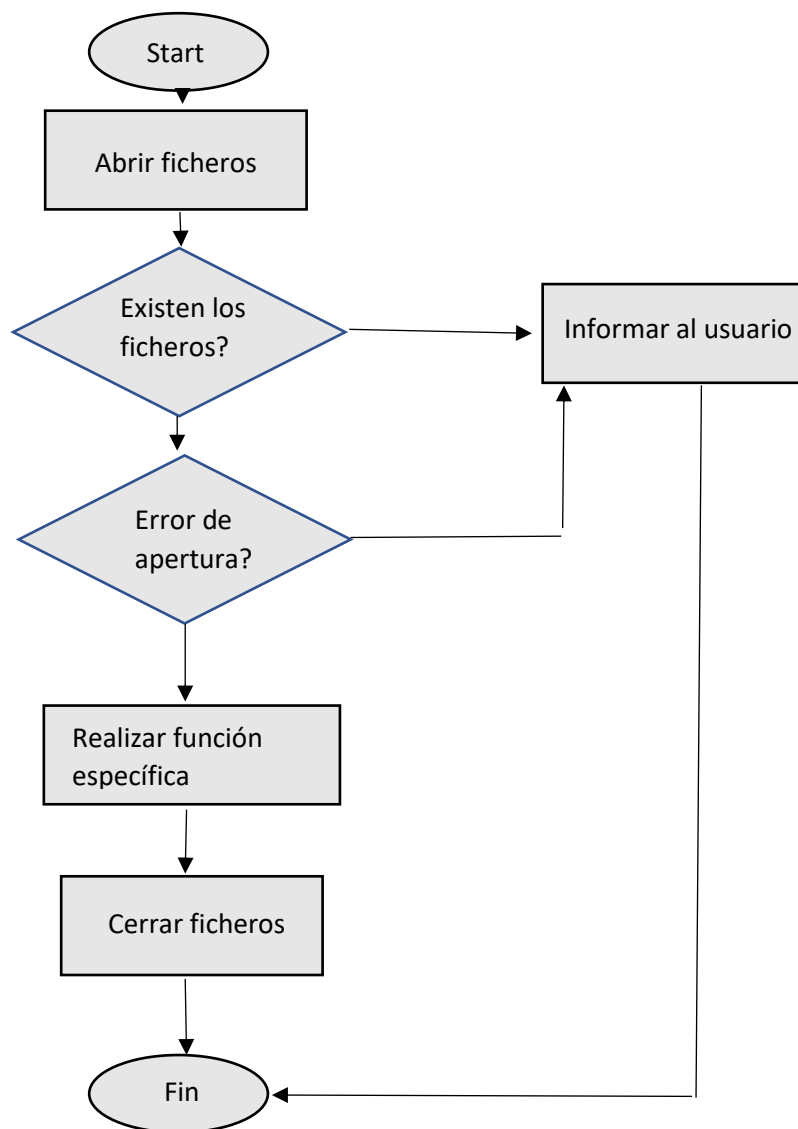 Start
Abrir ficheros
Existen los
ficheros?
Informar al usuario
Error de
apertura?
Realizar función
específica
Cerrar ficheros
Fin